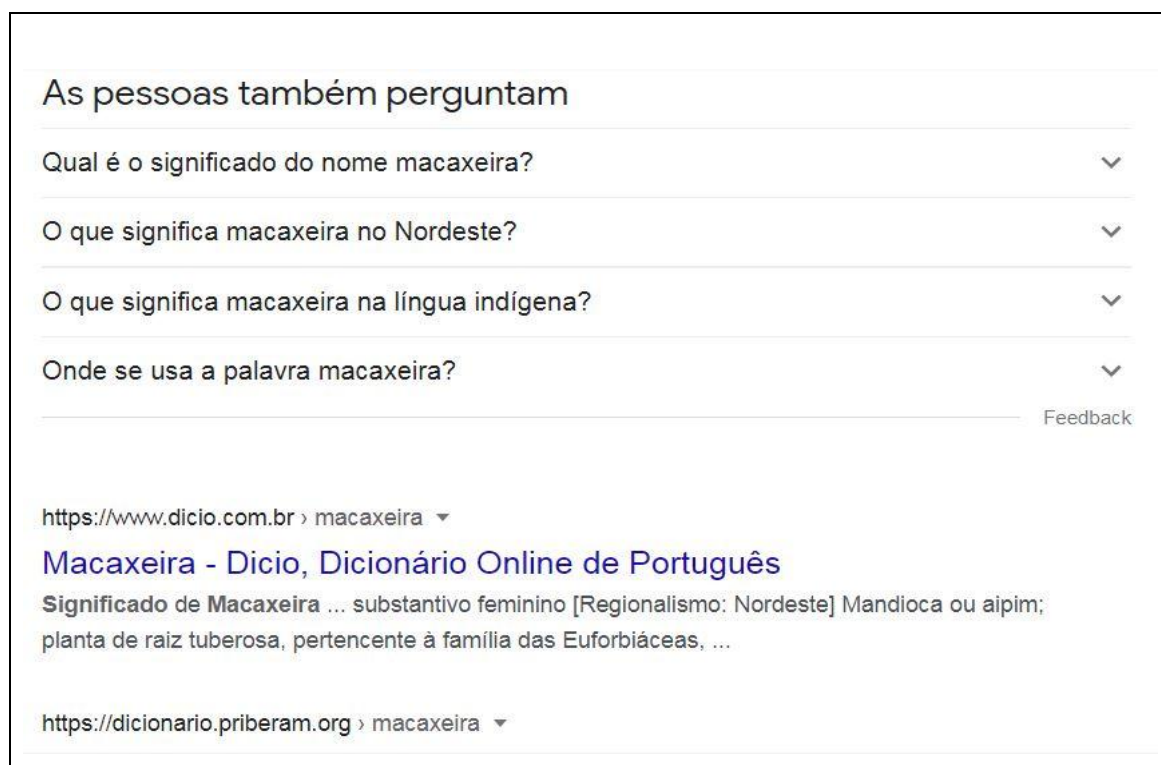 As pessoas também perguntam
Qual é o significado do nome macaxeira?
O que significa macaxeira no Nordeste?
O que significa macaxeira na língua indígena?
Onde se usa a palavra macaxeira?
Feedback
https://www.dicio.com.br › macaxeira
Macaxeira - Dicio, Dicionário Online de Português
Significado de Macaxeira ... substantivo feminino [Regionalismo: Nordeste] Mandioca ou aipim;
planta de raiz tuberosa, pertencente à família das Euforbiáceas, ...
https://dicionario.priberam.org › macaxeira